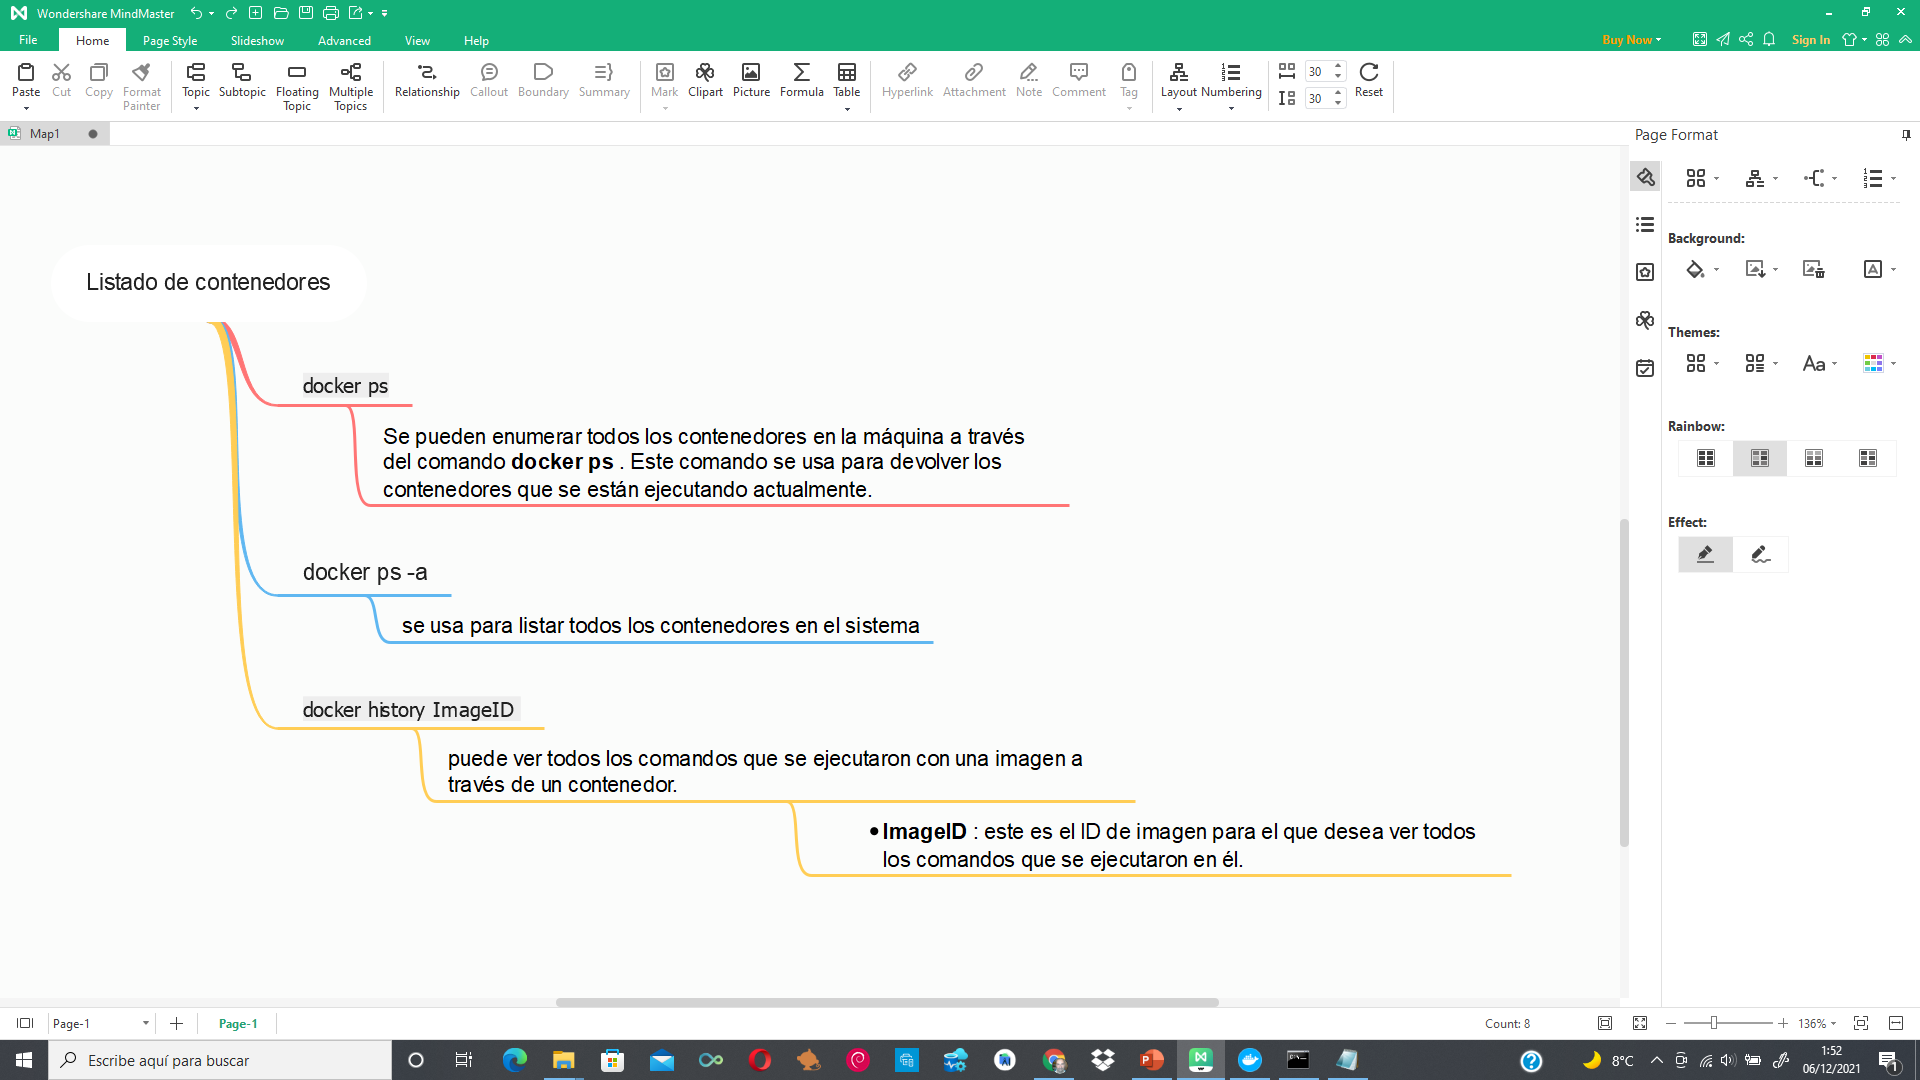 Wondershare MindMaster
File
Home
Page Style
Slideshow
Advanced
View
Help
Buy Now
Sign In
Paste
Cut
Copy
Format Painter
Topic
Subtopic
Floating Topic
Multiple Topics
Relationship
Callout
Boundary
Summary
Mark
Clipart
Picture
Formula
Table
Hyperlink
Attachment
Note
Comment
Tag
Layout
Numbering
30
30
Reset
Map1
Page Format
Background:
Themes:
Aa
Rainbow:
Effect:
Listado de contenedores
docker ps
Se pueden enumerar todos los contenedores en la máquina a través
del comando docker ps . Este comando se usa para devolver los
contenedores que se están ejecutando actualmente.
docker ps -a
se usa para listar todos los contenedores en el sistema
docker history ImageID
puede ver todos los comandos que se ejecutaron con una imagen a
través de un contenedor.
• ImageID : este es el ID de imagen para el que desea ver todos
los comandos que se ejecutaron en él.
Page-1
Page-1
Count: 8
136%
Escribe aquí para buscar
8°C
1:52
06/12/2021
1